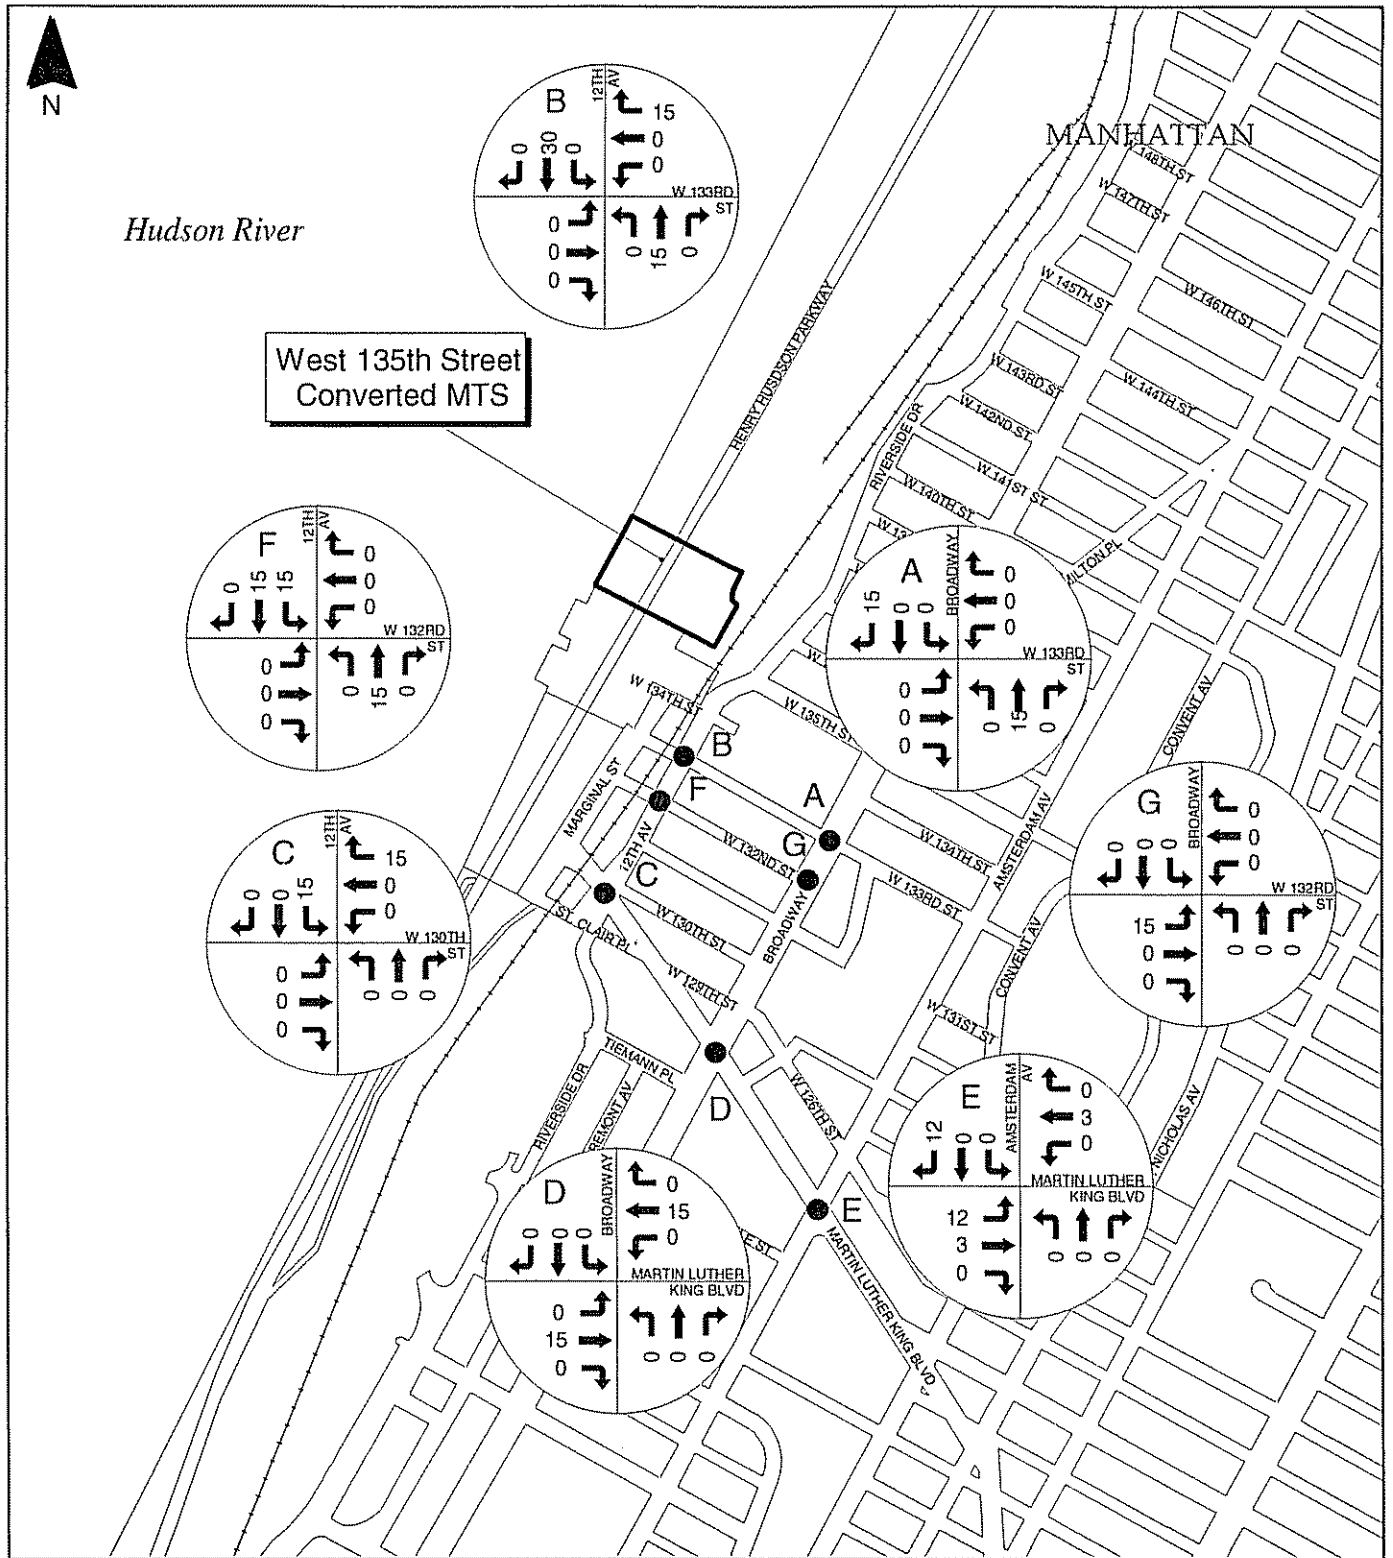 N
Hudson River
MANHATTAN
West 135th Street
Converted MTS
B
12TH
AV
15
0
0
0
30
0
W 133RD
ST
0
0
0
0
15
0
F
12TH
AV
0
0
0
0
15
15
W 132RD
ST
0
0
0
0
15
0
A
BROADWAY
0
0
0
15
0
0
W 133RD
ST
0
0
0
0
15
0
C
12TH
AV
15
0
0
0
0
15
W 130TH
ST
0
0
0
0
0
0
G
BROADWAY
0
0
0
0
0
0
W 132RD
ST
15
0
0
0
0
0
D
BROADWAY
0
15
0
0
0
0
MARTIN LUTHER
KING BLVD
0
15
0
0
0
0
E
AMSTERDAM
AV
0
3
0
12
0
0
MARTIN LUTHER
KING BLVD
12
3
0
0
0
0
HENRY HUSDSON PARKWAY
W 148TH ST
W 147TH ST
W 146TH ST
W 145TH ST
W 144TH ST
W 143RD ST
W 142ND ST
W 141ST ST
W 140TH ST
RIVERSIDE DR
W 13
MILTON PL
W
W 135TH ST
W 134TH ST
W 134TH ST
W 133RD ST
W 132ND ST
W 131ST ST
W 130TH ST
W 129TH ST
W 126TH ST
MARGINAL ST
12TH AV
ST. CLAIR PL
BROADWAY
AMSTERDAM AV
CONVENT AV
CONVENT AV
NICHOLAS AV
TIEMANN PL
RIVERSIDE DR
REMONT AV
LE ST
MARTIN LUTHER KING BLVD
B
F
A
G
C
D
E